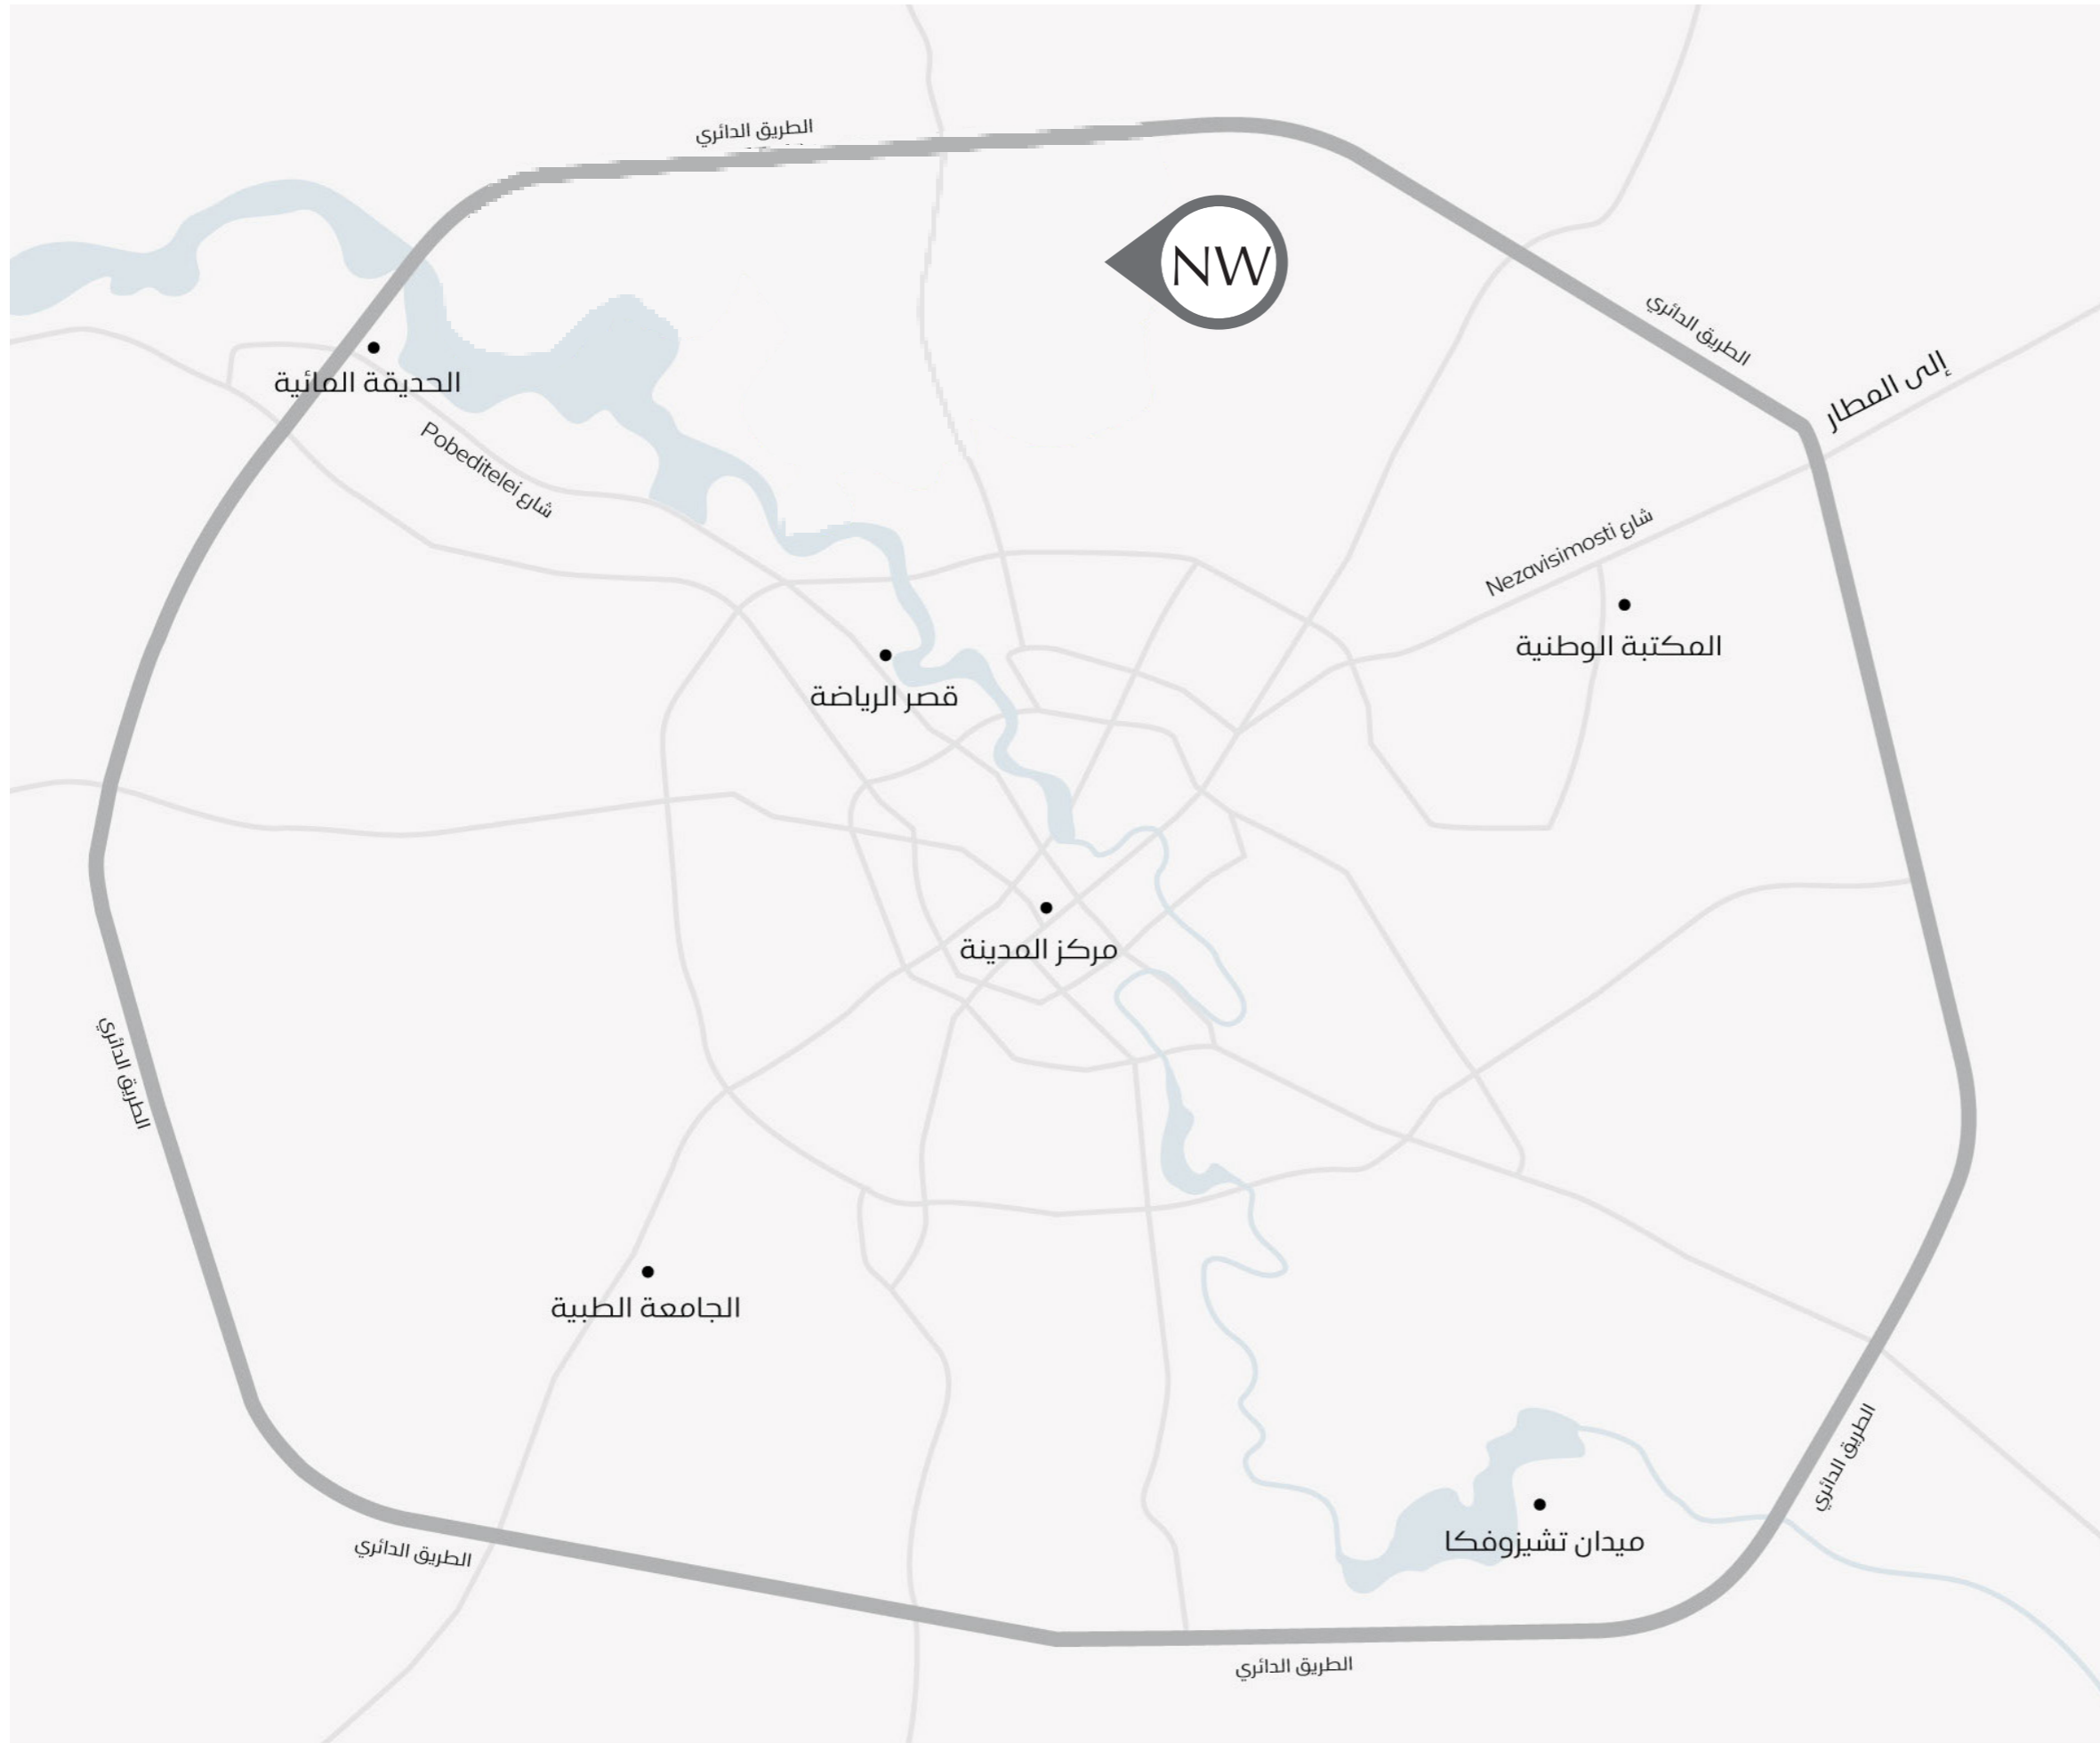 الطريق الدائري
NW
الطريق الدائري
إلى المطار
الحديقة المائية
شارع Pobeditelei
شارع Nezavisimosti
المكتبة الوطنية
قصر الرياضة
مركز المدينة
الطريق الدائري
الجامعة الطبية
الطريق الدائري
ميدان تشيزوفكا
الطريق الدائري
الطريق الدائري